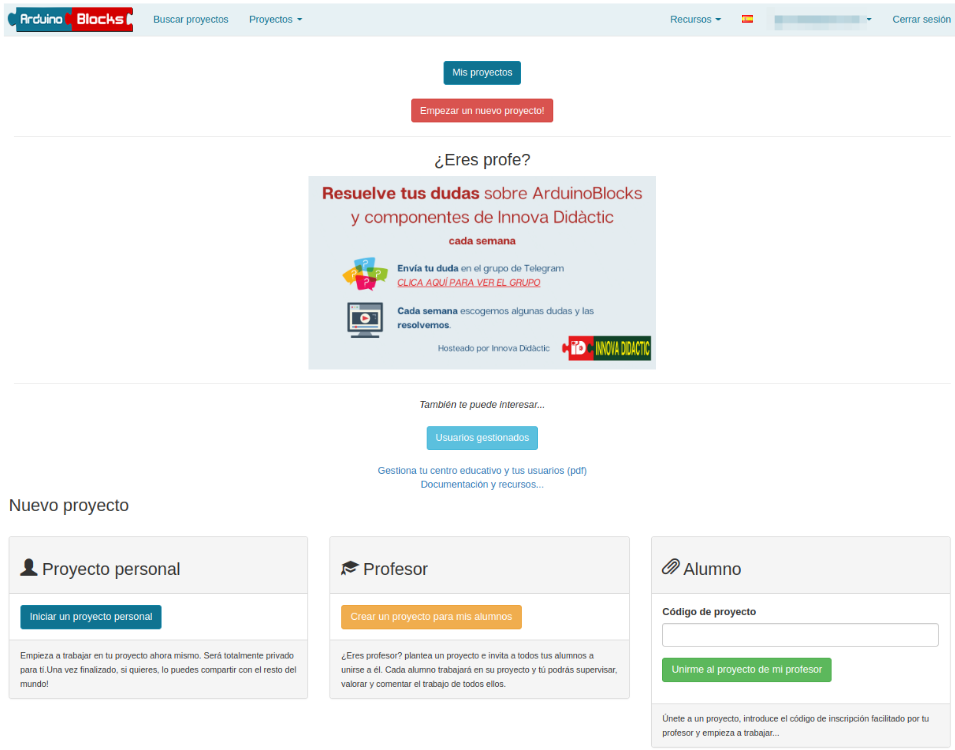 Arduino Blocks Buscar proyectos Proyectos Recursos Cerrar sesión
Mis proyectos
Empezar un nuevo proyecto!
¿Eres profe?
Resuelve tus dudas sobre ArduinoBlocks
y componentes de Innova Didàctic
cada semana
Envía tu duda en el grupo de Telegram
CLICA AQUÍ PARA VER EL GRUPO
Cada semana escogemos algunas dudas y las
resolvemos.
Hosteado por Innova Didàctic iD INNOVA DIDACTIC
También te puede interesar...
Usuarios gestionados
Gestiona tu centro educativo y tus usuarios (pdf)
Documentación y recursos...
Nuevo proyecto
Proyecto personal
Iniciar un proyecto personal
Empieza a trabajar en tu proyecto ahora mismo. Será totalmente privado
para tí.Una vez finalizado, si quieres, lo puedes compartir con el resto del
mundo!
Profesor
Crear un proyecto para mis alumnos
¿Eres profesor? plantea un proyecto e invita a todos tus alumnos a
unirse a él. Cada alumno trabajará en su proyecto y tú podrás supervisar,
valorar y comentar el trabajo de todos ellos.
Alumno
Código de proyecto
Unirme al proyecto de mi profesor
Únete a un proyecto, introduce el código de inscripción facilitado por tu
profesor y empieza a trabajar...